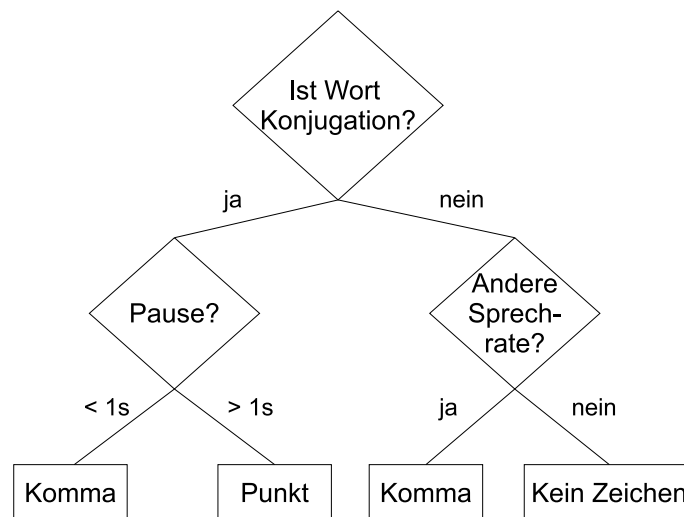 Ist Wort
Konjugation?
ja
nein
Pause?
Andere
Sprech-
rate?
< 1s
> 1s
ja
nein
Komma
Punkt
Komma
Kein Zeichen